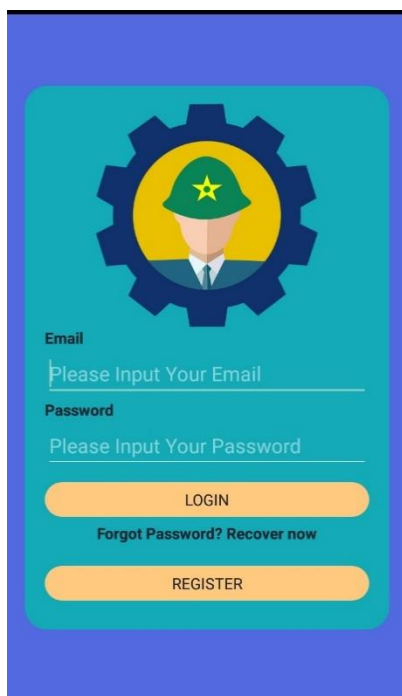 Email
Please Input Your Email
Password
Please Input Your Password
LOGIN
Forgot Password? Recover now
REGISTER